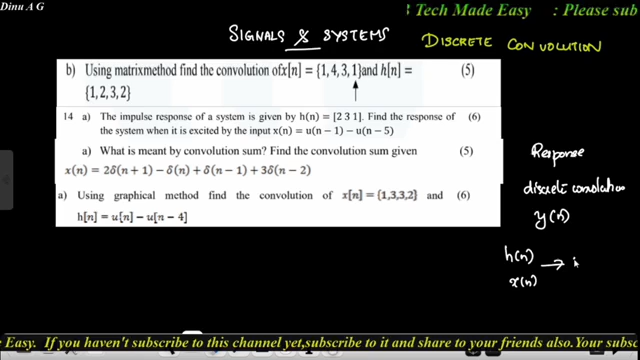 Dinu A G
B Tech Made Easy : Please sub
SIGNALS & SYSTEMS
DISCRETE CONVOLUTION
b) Using matrixmethod find the convolution ofx[n] = {1,4,3,1}and h[n] = (5)
{1,2,3,2}
14 a) The impulse response of a system is given by h(n) = [2 3 1]. Find the response (6)
of the system when it is excited by the input x(n) = u(n − 1) − u(n − 5)
a) What is meant by convolution sum? Find the convolution sum given (5)
x(n) = 2δ(n + 1) − δ(n) + δ(n − 1) + 3δ(n − 2)
a) Using graphical method find the convolution of x[n] = {1,3,3,2} and (6)
h[n] = u[n] − u[n − 4]
Response
discrete convolution
y(n)
h(n)
x(n) →
Easy. If you haven't subscribe to this channel yet,subscribe to it and share to your friends also.Your subs